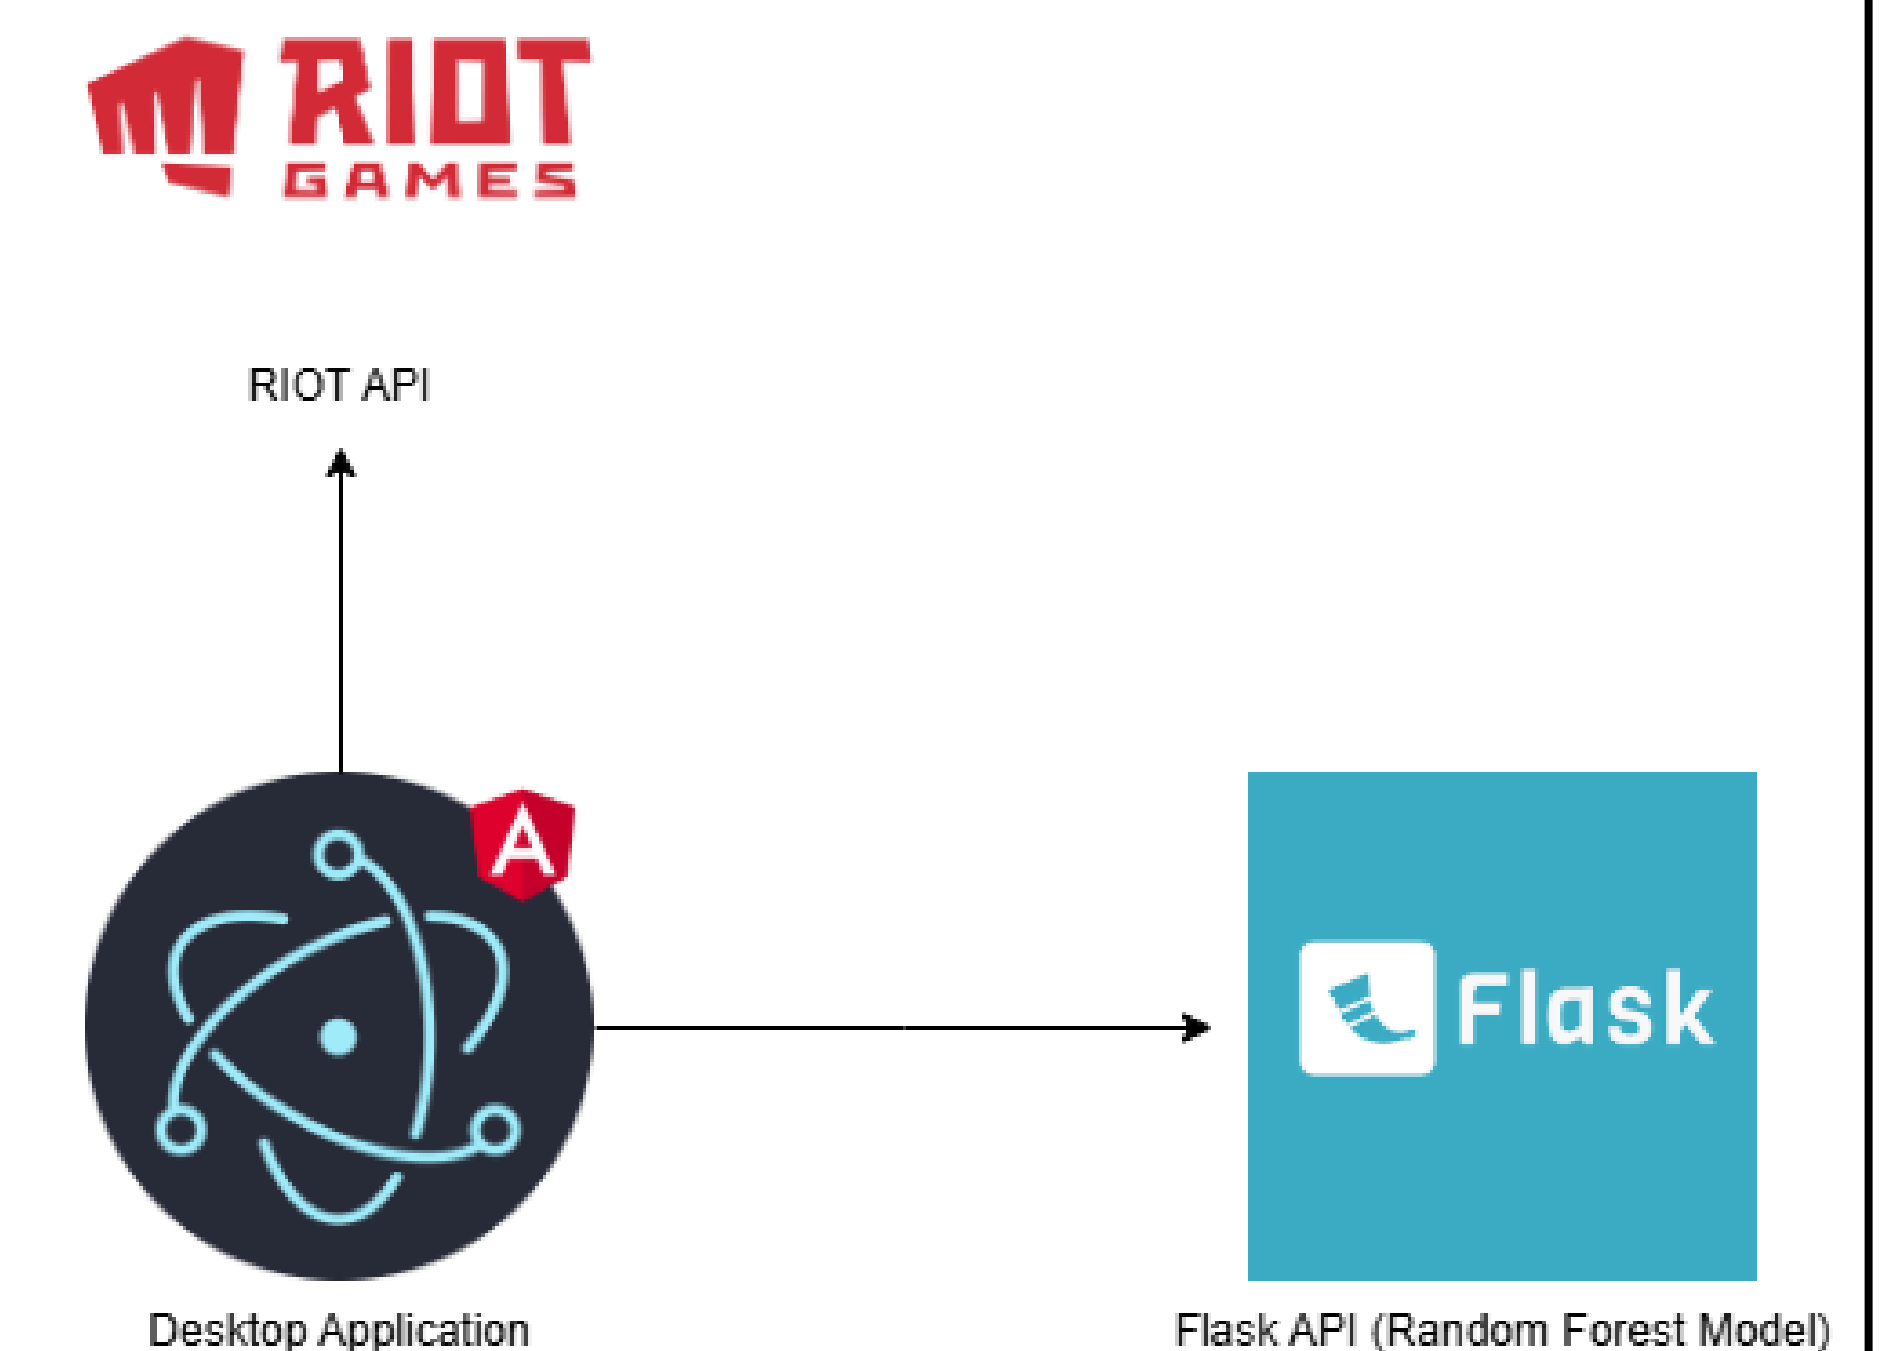 RIOT
GAMES
RIOT API
A
Flask
Desktop Application
Flask API (Random Forest Model)